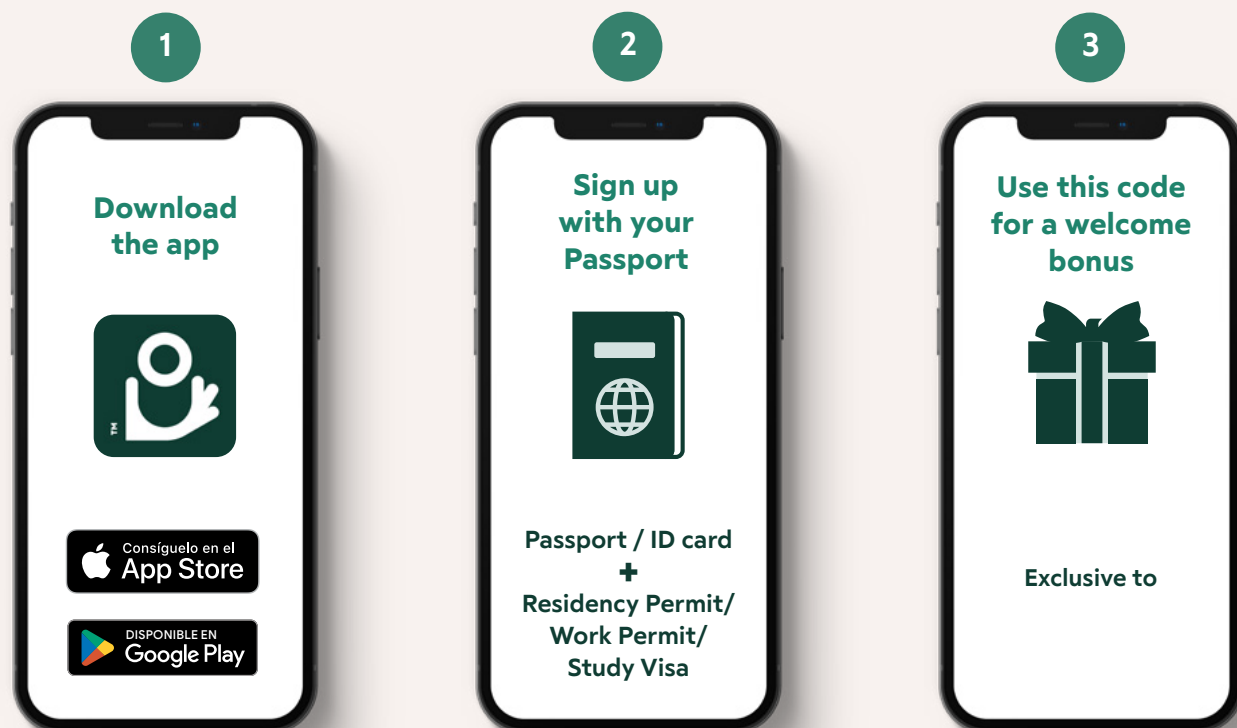 1
Download
the app
TM
Consíguelo en el
App Store
DISPONIBLE EN
Google Play
2
Sign up
with your
Passport
Passport / ID card
+
Residency Permit/
Work Permit/
Study Visa
3
Use this code
for a welcome
bonus
Exclusive to